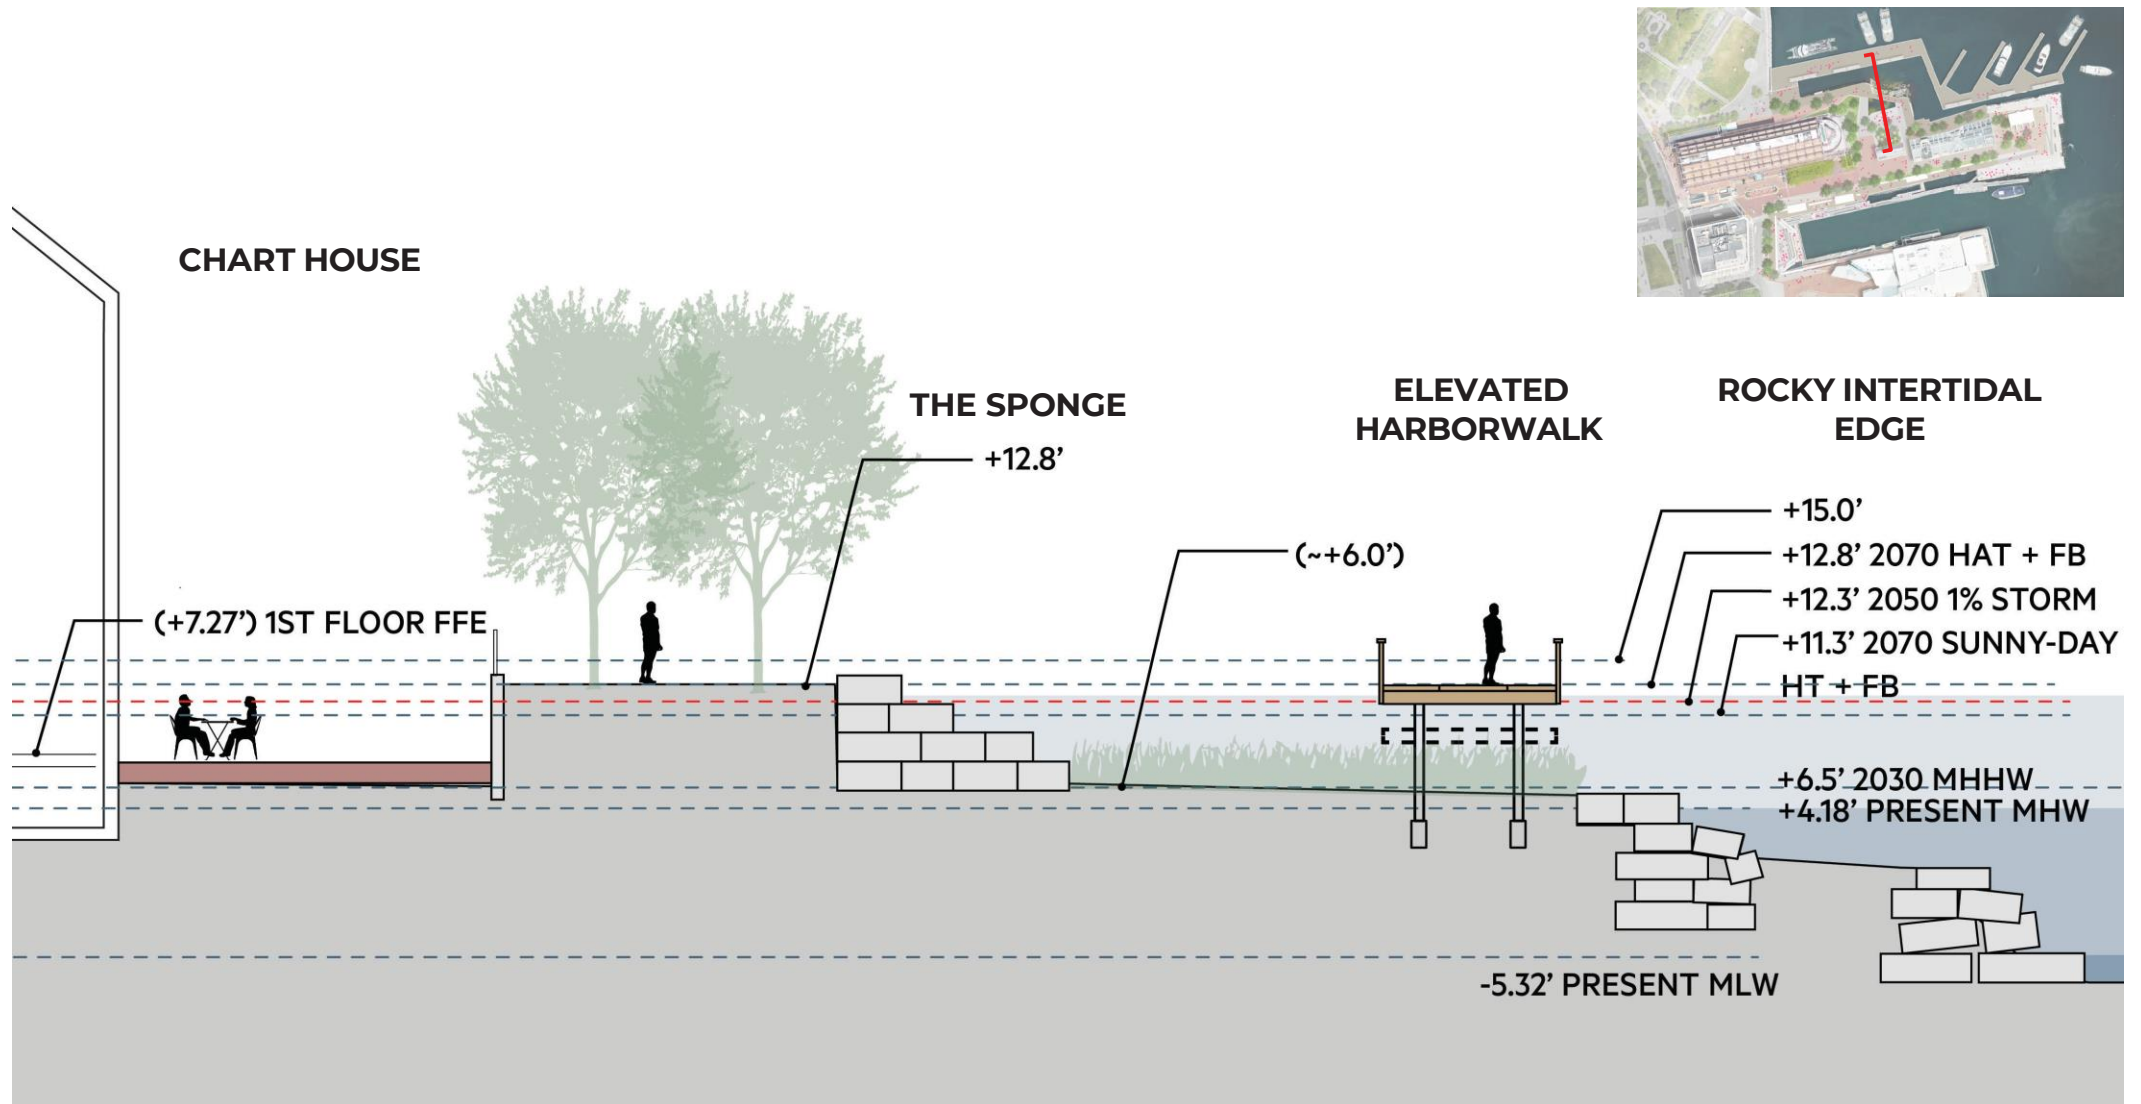 CHART HOUSE
THE SPONGE
+12.8’
ELEVATED
HARBORWALK
ROCKY INTERTIDAL
EDGE
(~+6.0’)
+15.0’
+12.8’ 2070 HAT + FB
+12.3’ 2050 1% STORM
+11.3’ 2070 SUNNY-DAY
HT + FB
(+7.27’) 1ST FLOOR FFE
+6.5’ 2030 MHHW
+4.18’ PRESENT MHW
-5.32’ PRESENT MLW